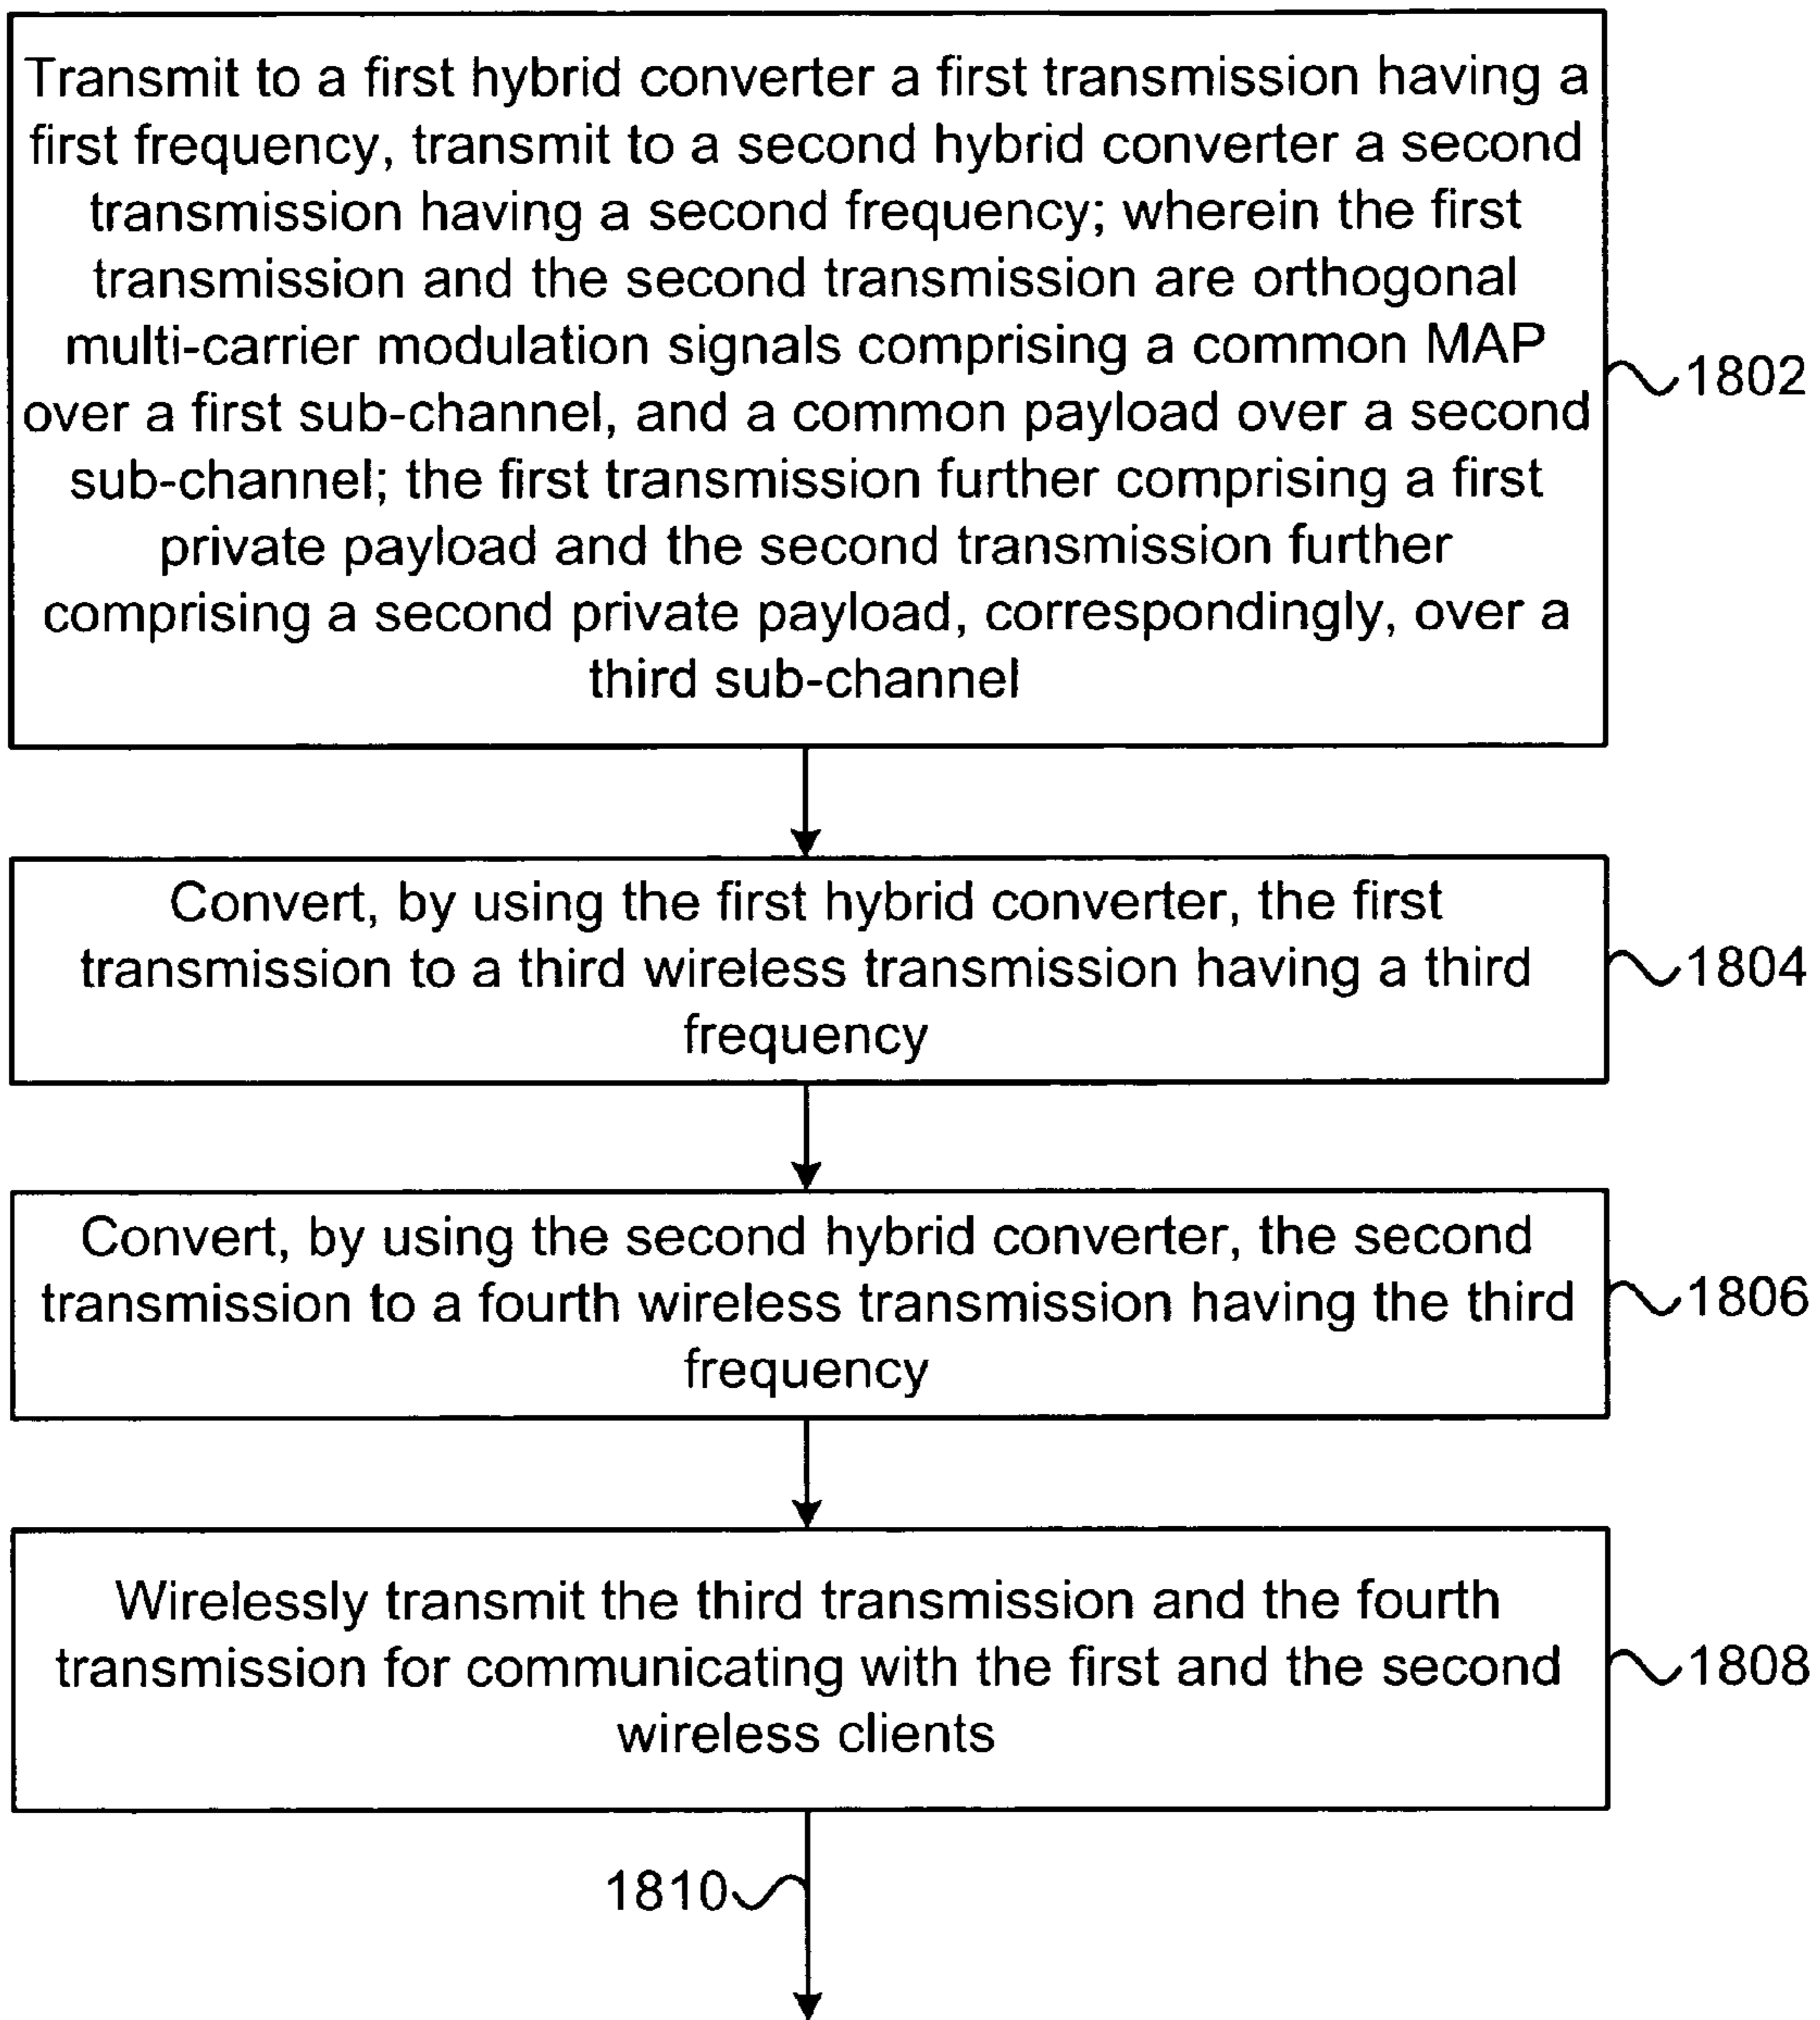 Transmit to a first hybrid converter a first transmission having a
first frequency, transmit to a second hybrid converter a second
transmission having a second frequency; wherein the first
transmission and the second transmission are orthogonal
multi-carrier modulation signals comprising a common MAP
over a first sub-channel, and a common payload over a second
sub-channel; the first transmission further comprising a first
private payload and the second transmission further
comprising a second private payload, correspondingly, over a
third sub-channel
1802
Convert, by using the first hybrid converter, the first
transmission to a third wireless transmission having a third
frequency
1804
Convert, by using the second hybrid converter, the second
transmission to a fourth wireless transmission having the third
frequency
1806
Wirelessly transmit the third transmission and the fourth
transmission for communicating with the first and the second
wireless clients
1808
1810